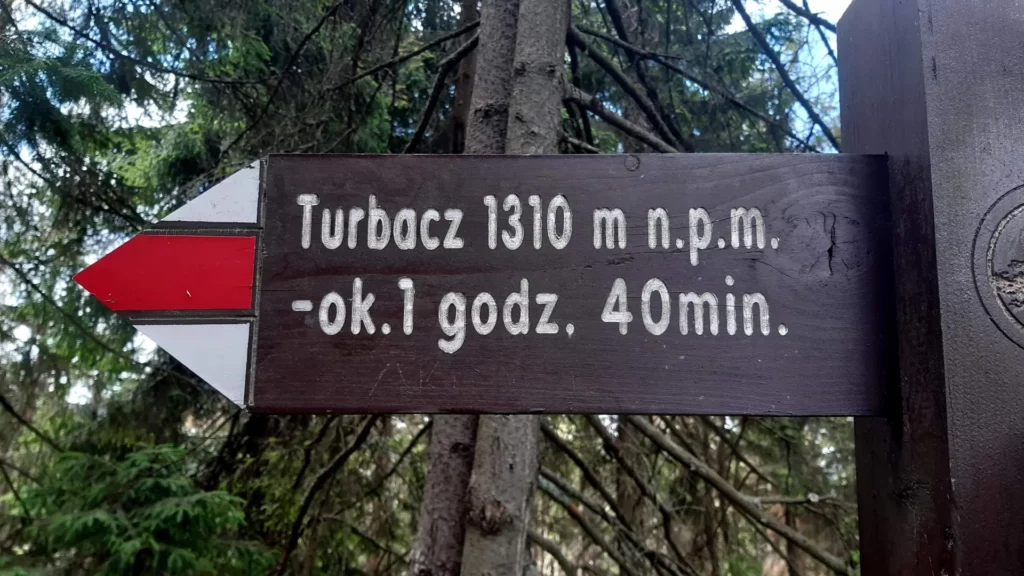 Turbacz 1310 m n.p.m.
-ok.1 godz. 40min.